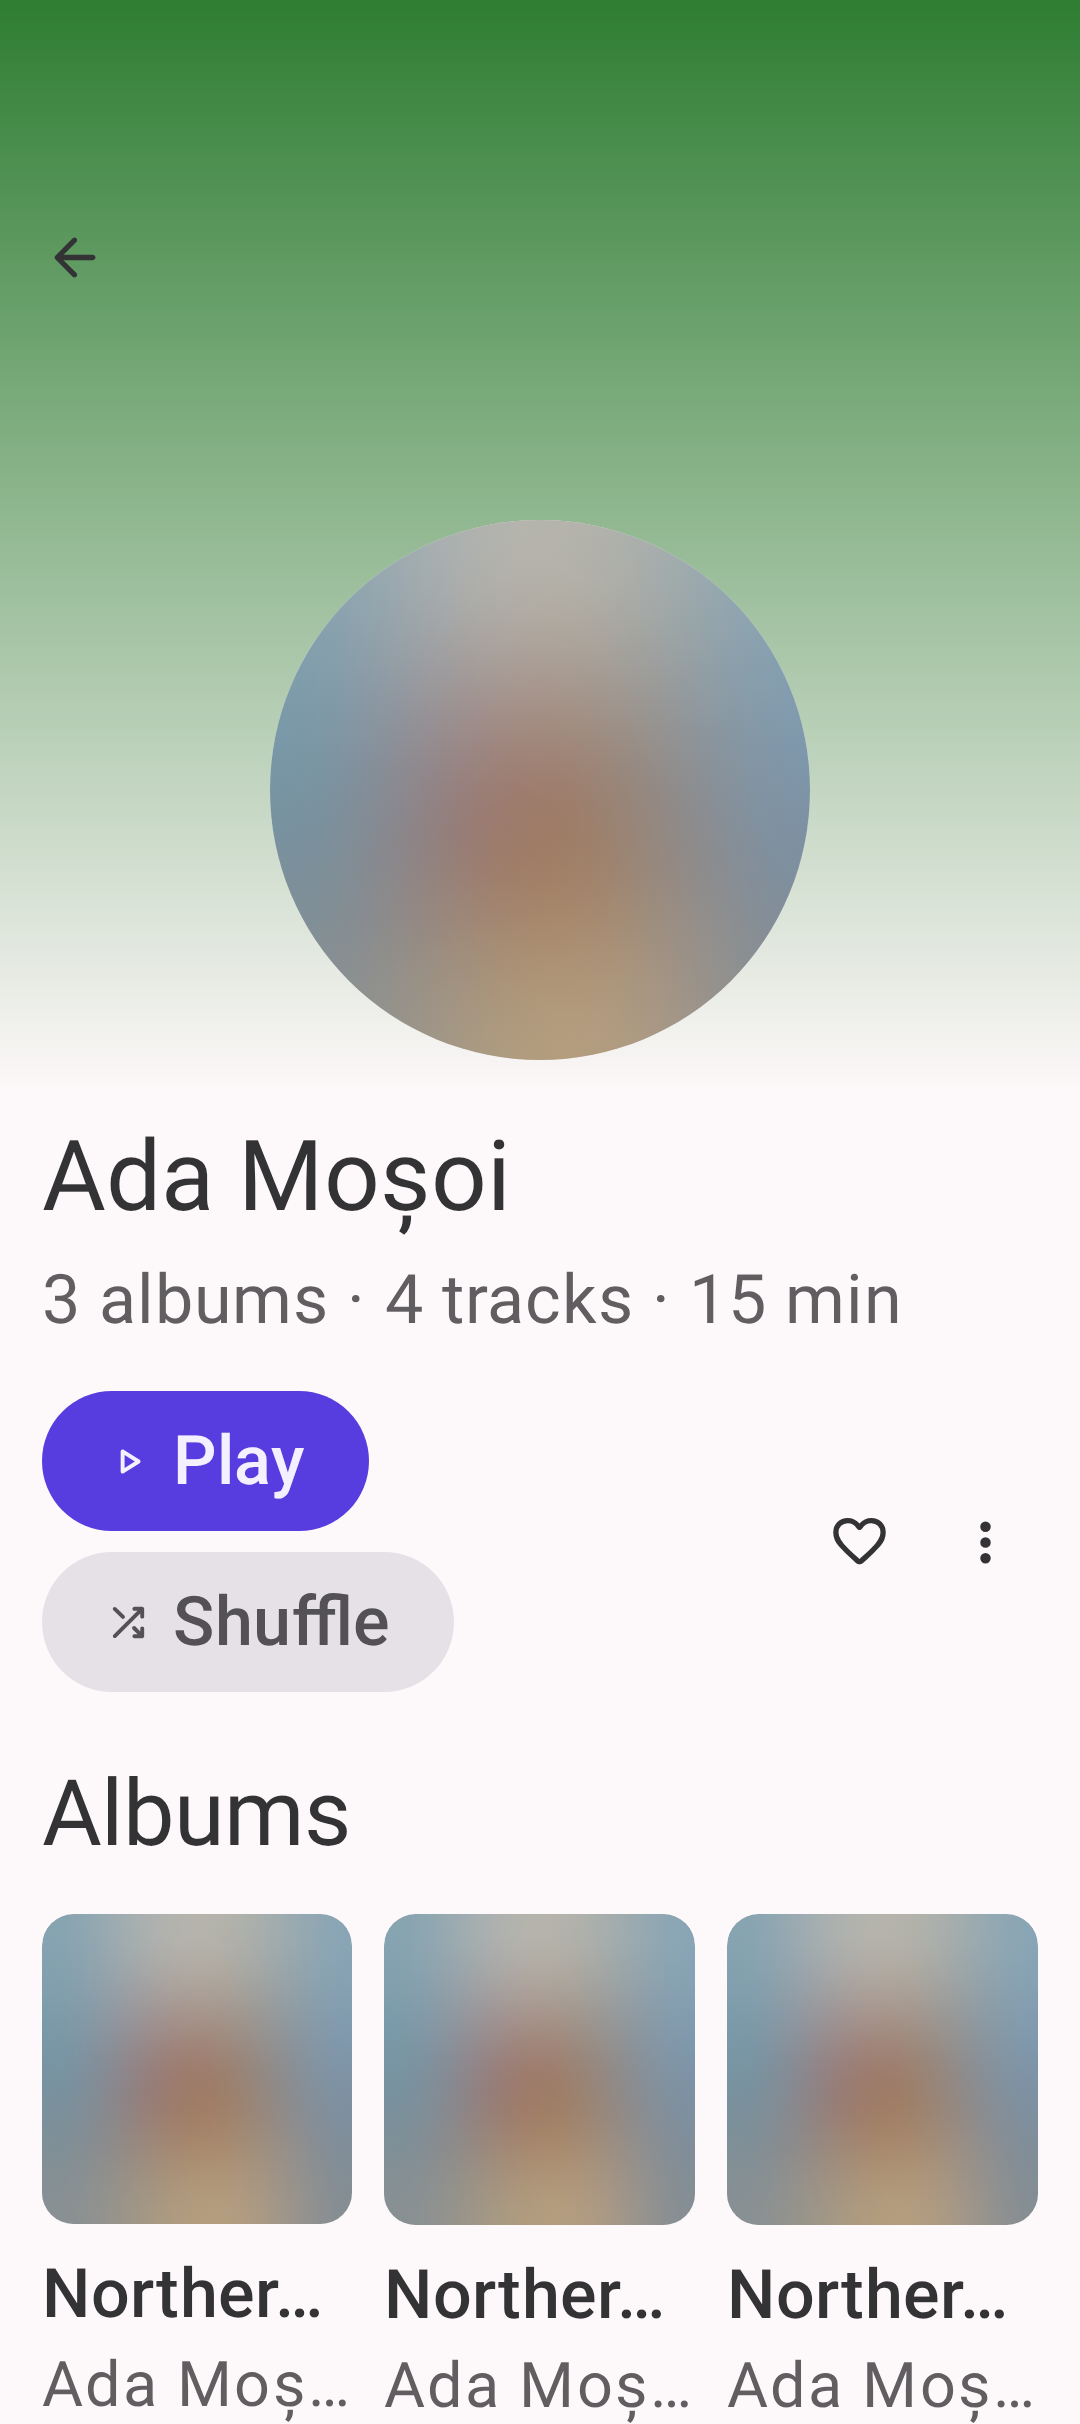 Ada Moșoi
3 albums · 4 tracks · 15 min
Play
Shuffle
Albums
Norther… Norther… Norther…
Ada Moș… Ada Moș… Ada Moș…